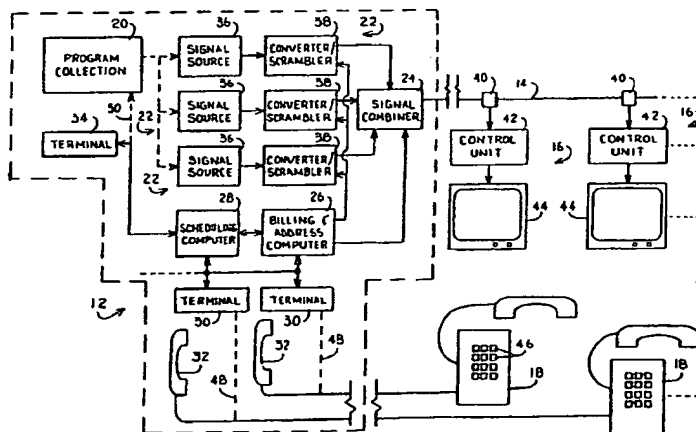 20
PROGRAM
COLLECTION
36
SIGNAL
SOURCE
38
CONVERTER/
SCRAMBLER
22
50
22
36
SIGNAL
SOURCE
38
CONVERTER/
SCRAMBLER
24
SIGNAL
COMBINER
40
14
40
34
TERMINAL
22
36
SIGNAL
SOURCE
38
CONVERTER/
SCRAMBLER
42
CONTROL
UNIT
16
42
CONTROL
UNIT
16
28
SCHEDULING
COMPUTER
26
BILLING &
ADDRESS
COMPUTER
44
44
12
TERMINAL
30
TERMINAL
30
32
48
32
48
46
18
18